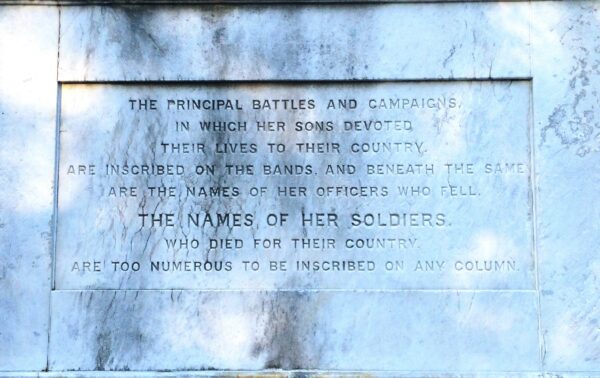 THE PRINCIPAL BATTLES AND CAMPAIGNS,
IN WHICH HER SONS DEVOTED
THEIR LIVES TO THEIR COUNTRY,
ARE INSCRIBED ON THE BANDS, AND BENEATH THE SAME
ARE THE NAMES OF HER OFFICERS WHO FELL.
THE NAMES OF HER SOLDIERS,
WHO DIED FOR THEIR COUNTRY,
ARE TOO NUMEROUS TO BE INSCRIBED ON ANY COLUMN.